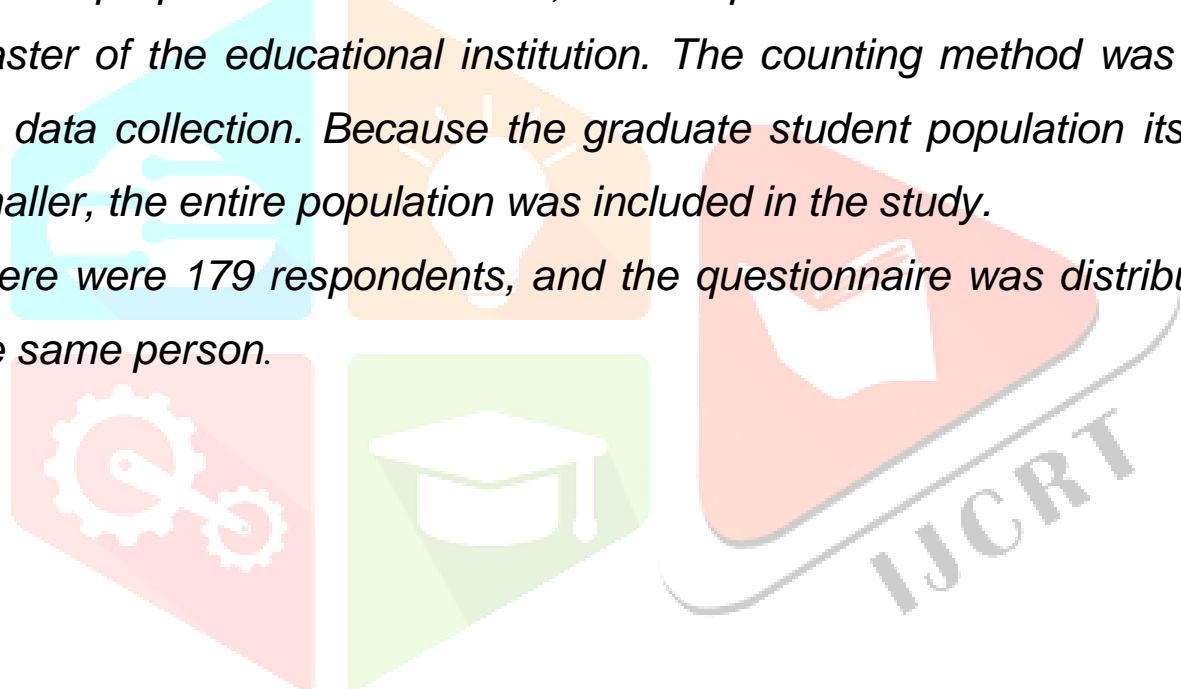 aster of the educational institution. The counting method was
data collection. Because the graduate student population its
naller, the entire population was included in the study.
ere were 179 respondents, and the questionnaire was distribu
e same person.
IJCRT